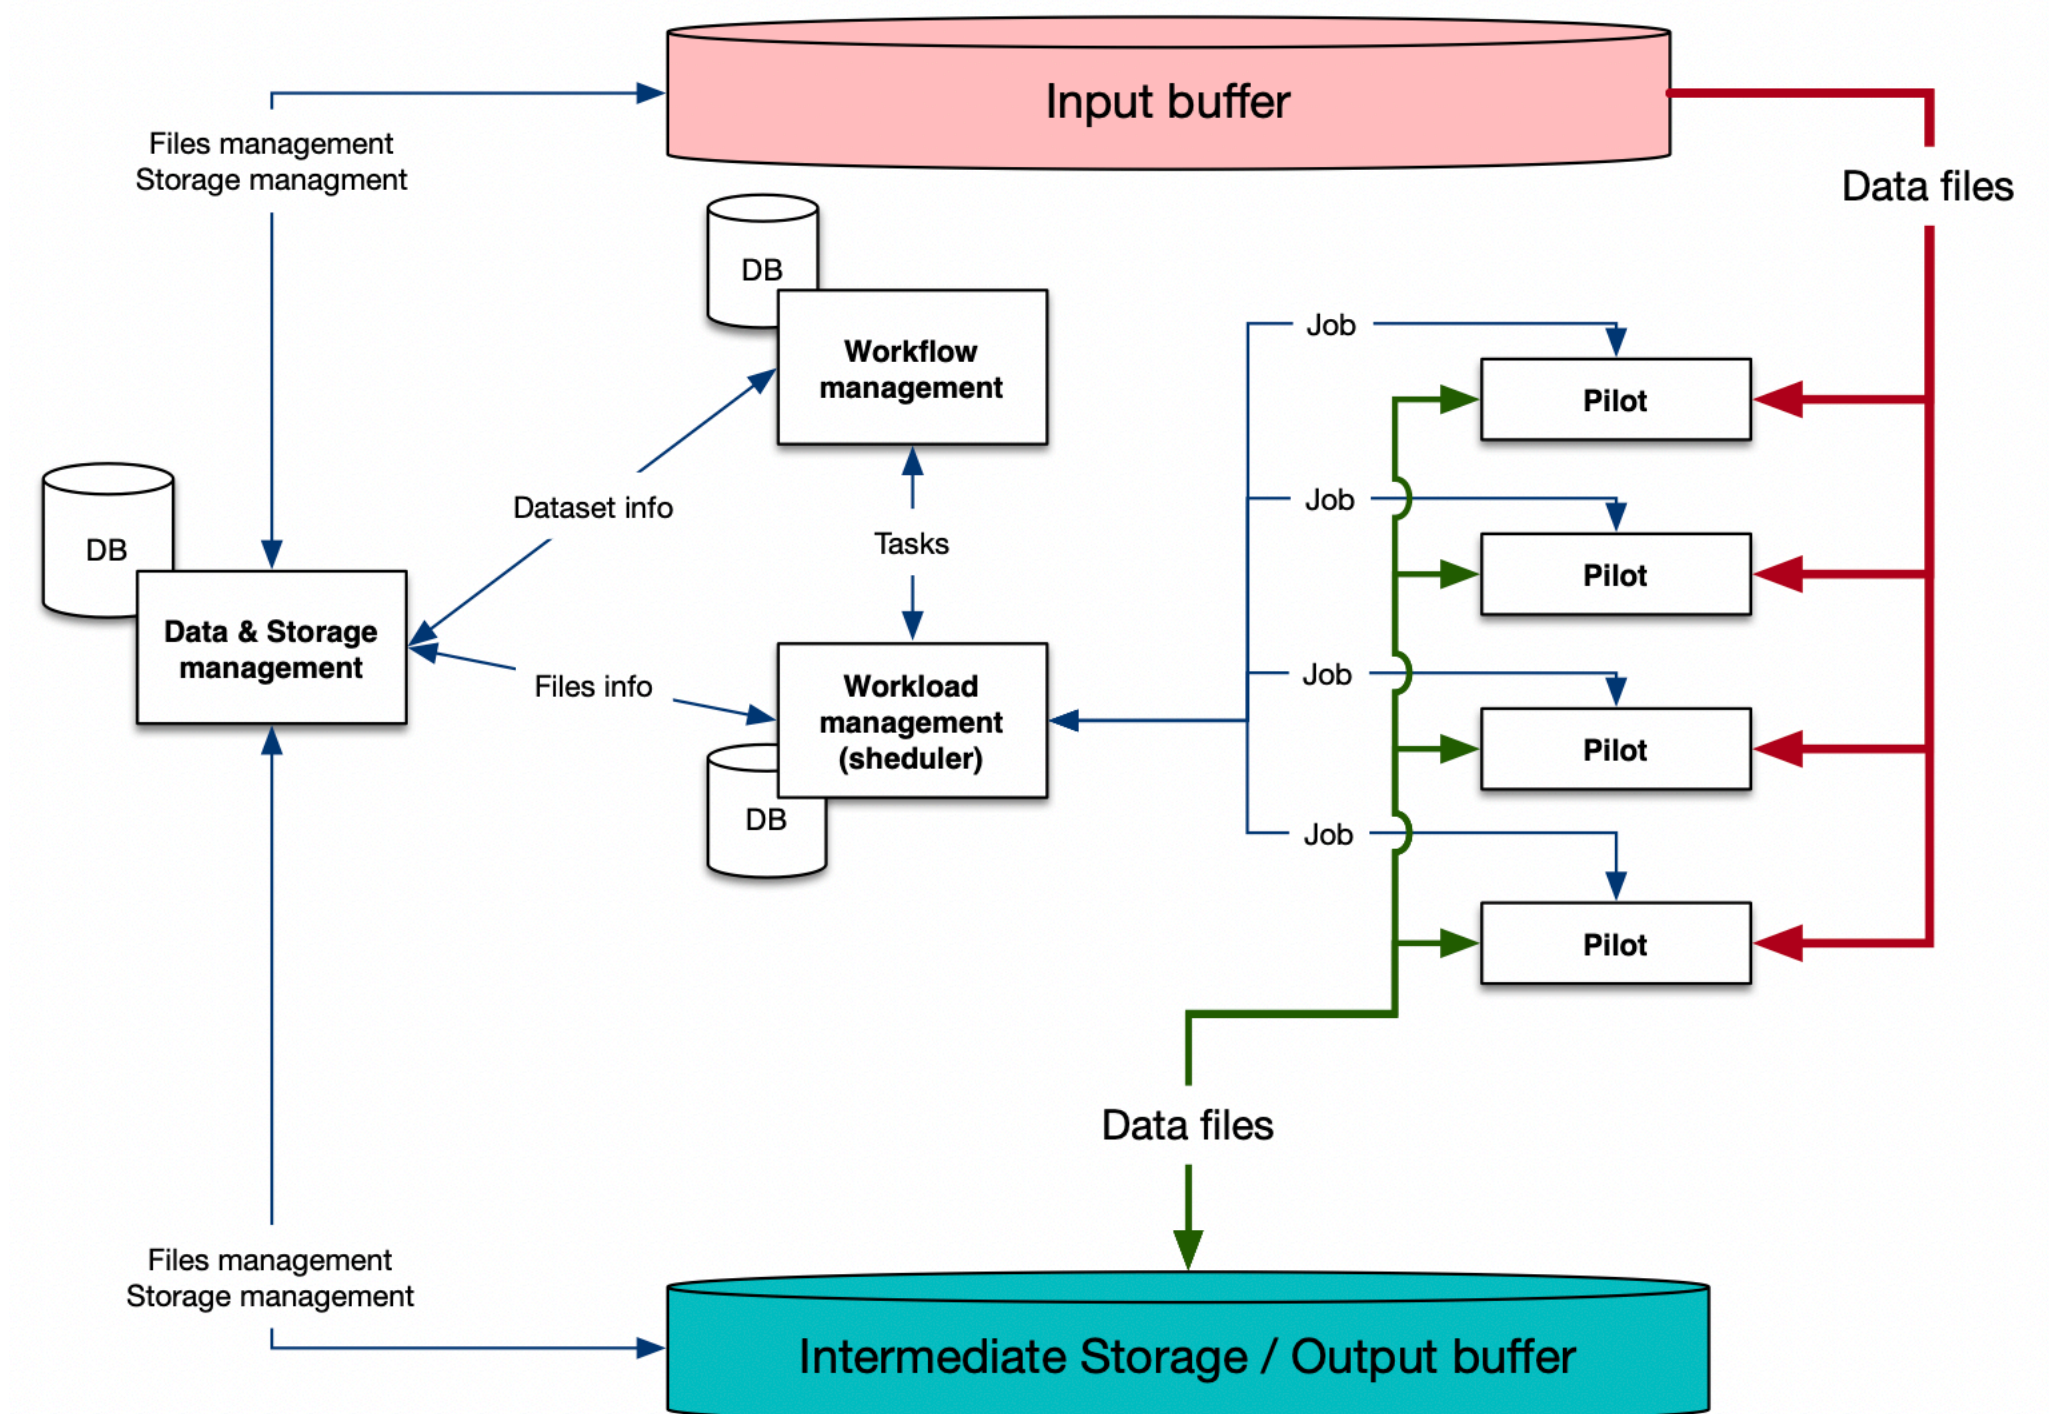 Input buffer
Files management
Storage managment
Data files
DB
Workflow
management
Job
Pilot
Dataset info
Job
DB
Tasks
Pilot
Data & Storage
management
Files info
Workload
management
(sheduler)
Job
Pilot
DB
Job
Pilot
Data files
Files management
Storage management
Intermediate Storage / Output buffer